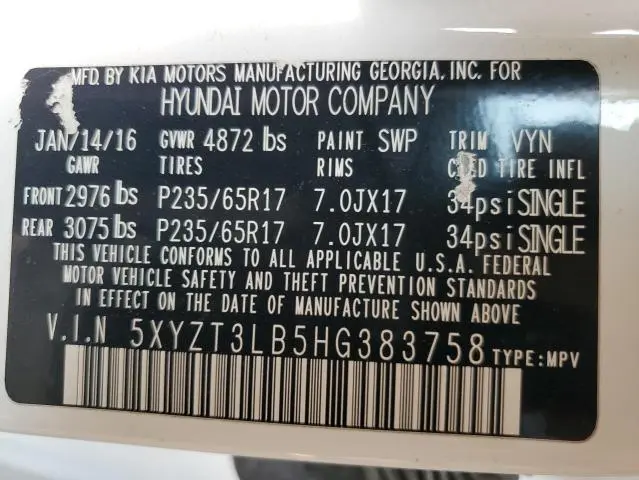 MFD. BY KIA MOTORS MANUFACTURING GEORGIA, INC. FOR
HYUNDAI MOTOR COMPANY
JAN/14/16 GVWR 4872 lbs PAINT SWP TRIM VYN
GAWR TIRES RIMS COLD TIRE INFL
FRONT 2976 lbs P235/65R17 7.0JX17 34psi SINGLE
REAR 3075 lbs P235/65R17 7.0JX17 34psi SINGLE
THIS VEHICLE CONFORMS TO ALL APPLICABLE U.S.A. FEDERAL
MOTOR VEHICLE SAFETY AND THEFT PREVENTION STANDARDS
IN EFFECT ON THE DATE OF MANUFACTURE SHOWN ABOVE
V.I.N 5XYZT3LB5HG383758 TYPE:MPV